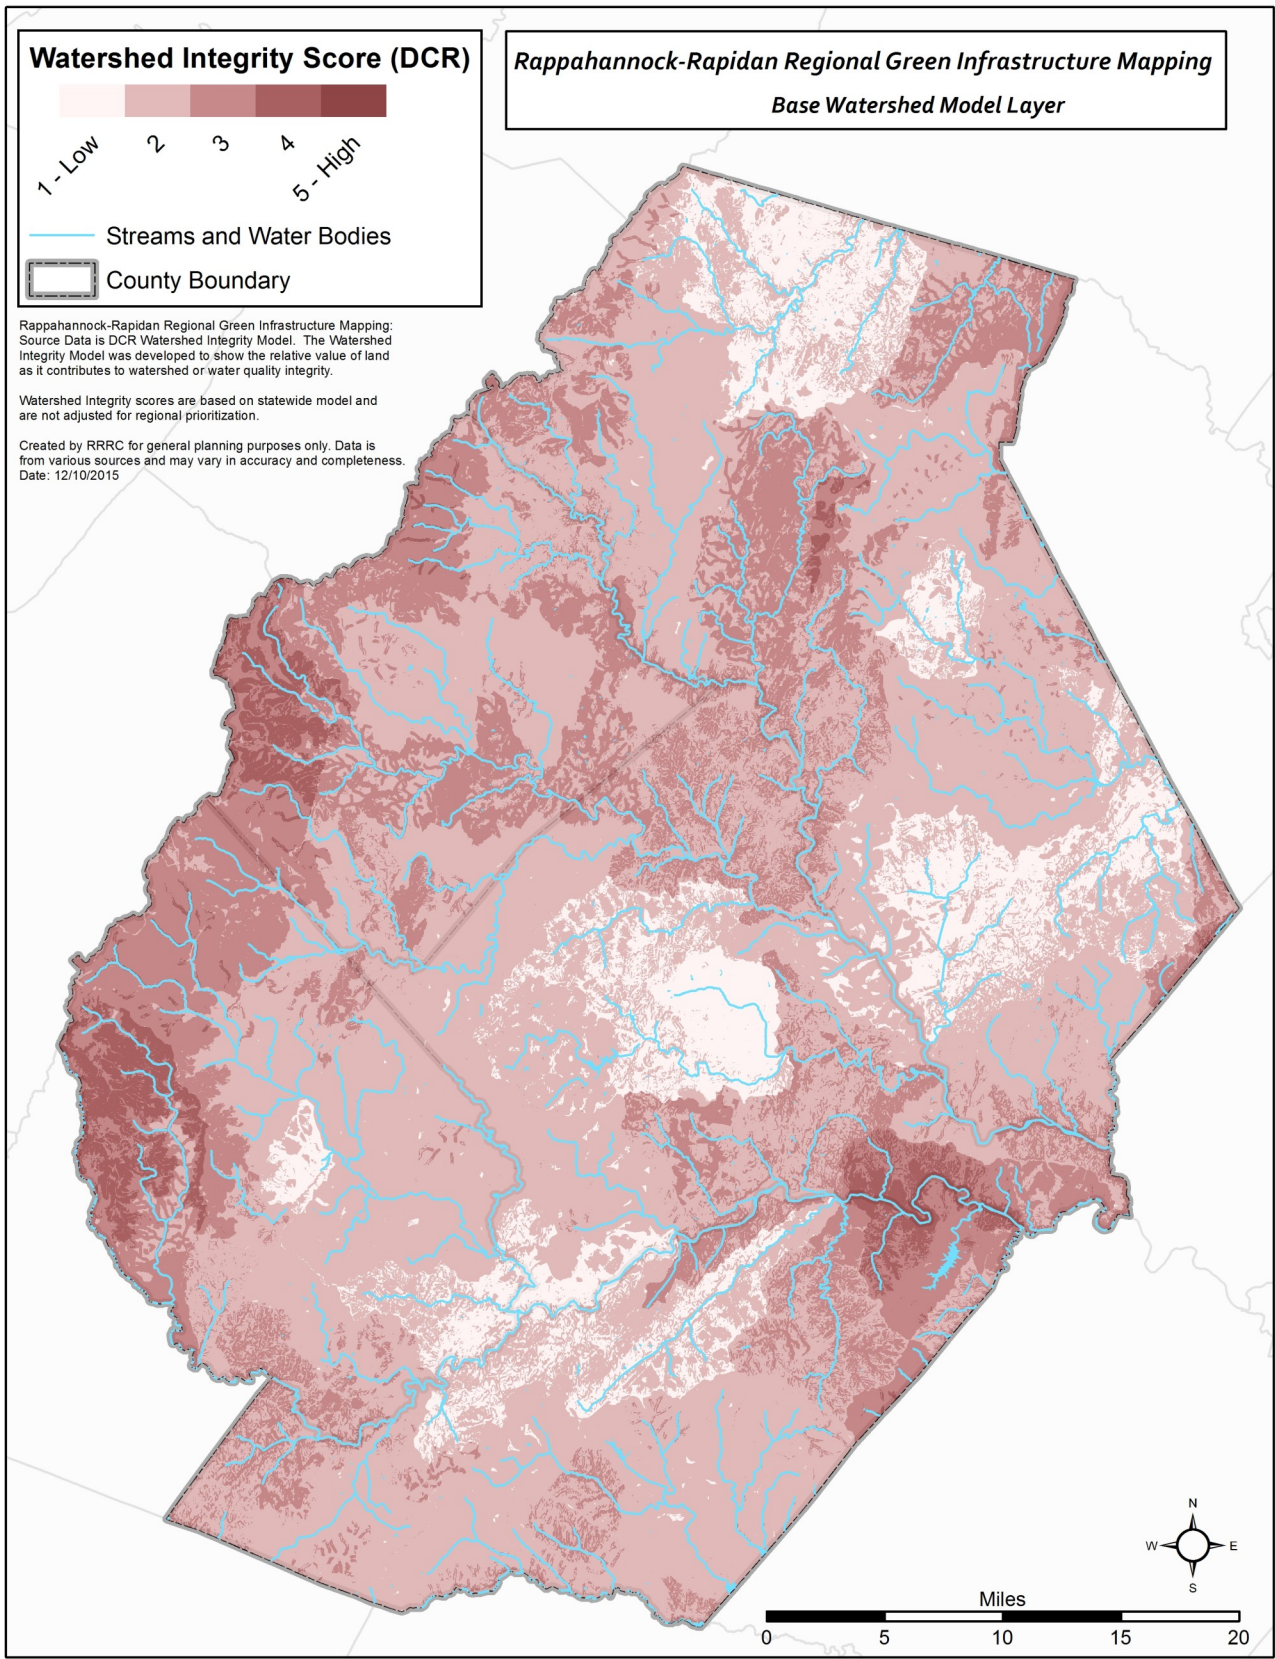 Watershed Integrity Score (DCR)
1 - Low
2
3
4
5 - High
Streams and Water Bodies
County Boundary
Rappahannock-Rapidan Regional Green Infrastructure Mapping
Base Watershed Model Layer
Rappahannock-Rapidan Regional Green Infrastructure Mapping:
Source Data is DCR Watershed Integrity Model.  The Watershed
Integrity Model was developed to show the relative value of land
as it contributes to watershed or water quality integrity.
Watershed Integrity scores are based on statewide model and
are not adjusted for regional prioritization.
Created by RRRC for general planning purposes only. Data is
from various sources and may vary in accuracy and completeness.
Date: 12/10/2015
N
W
E
S
Miles
0
5
10
15
20